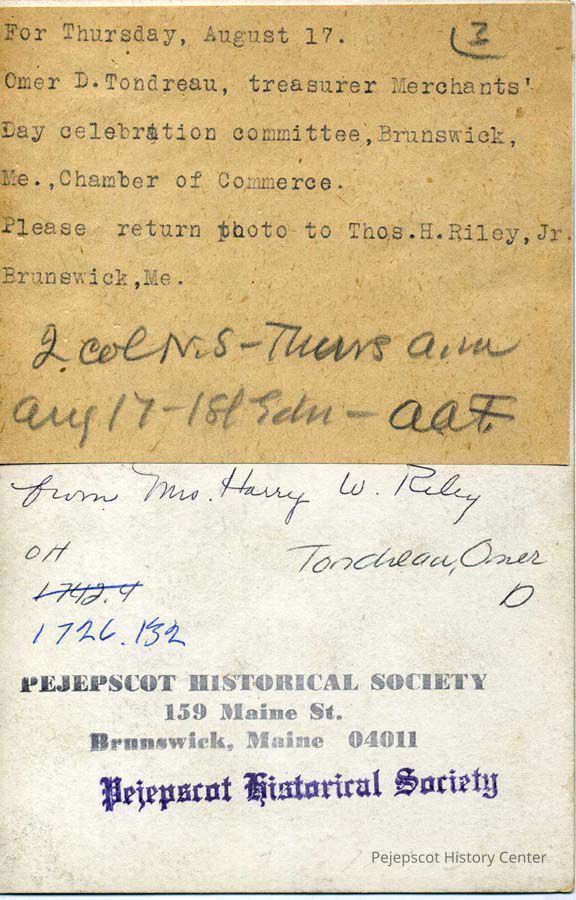 For Thursday, August 17.
3
Omer D.Tondreau, treasurer Merchants'
Day celebration committee,Brunswick,
Me.,Chamber of Commerce.
Please return photo to Thos.H.Riley,Jr.
Brunswick,Me.
2 col N.S - Thurs a.m
Aug 17 - 1st Edn - AAF
from Mrs. Harry W. Riley
OH
Tondreau, Omer
D
1742.4
1726.132
PEJEPSCOT HISTORICAL SOCIETY
159 Maine St.
Brunswick, Maine 04011
Pejepscot Historical Society
Pejepscot History Center